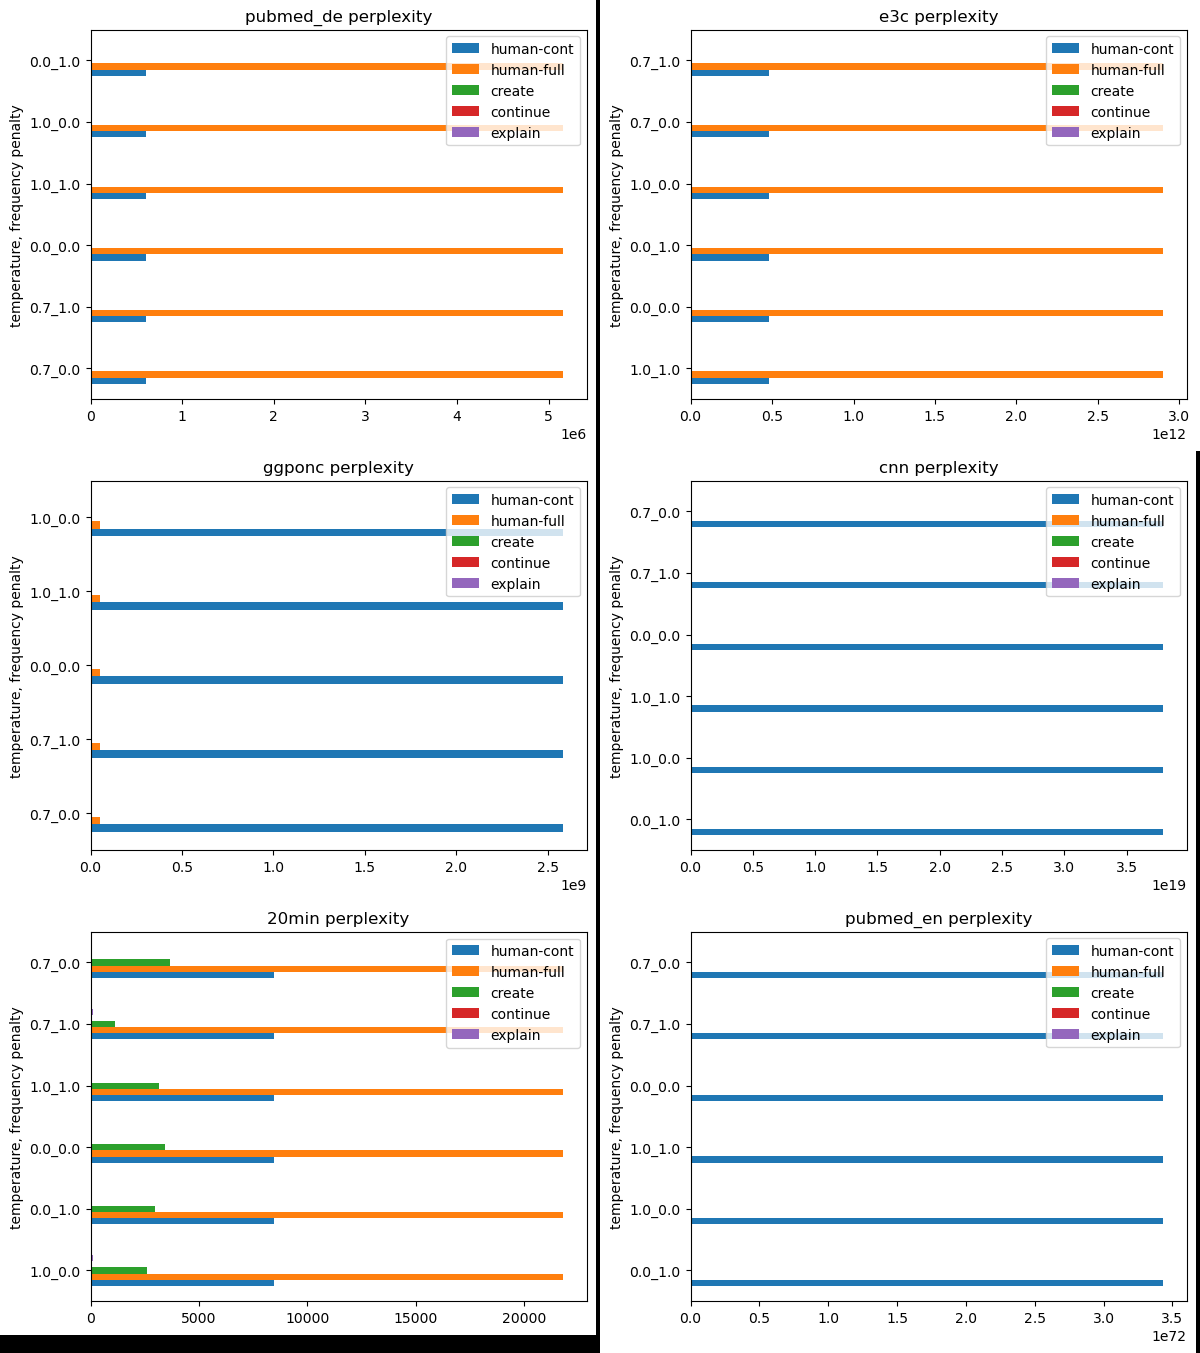 pubmed_de perplexity
temperature, frequency penalty
0.0_1.0
1.0_0.0
1.0_1.0
0.0_0.0
0.7_1.0
0.7_0.0
human-cont
human-full
create
continue
explain
0 1 2 3 4 5
1e6
e3c perplexity
temperature, frequency penalty
0.7_1.0
0.7_0.0
1.0_0.0
0.0_1.0
0.0_0.0
1.0_1.0
human-cont
human-full
create
continue
explain
0.0 0.5 1.0 1.5 2.0 2.5 3.0
1e12
ggponc perplexity
temperature, frequency penalty
1.0_0.0
1.0_1.0
0.0_0.0
0.7_1.0
0.7_0.0
human-cont
human-full
create
continue
explain
0.0 0.5 1.0 1.5 2.0 2.5
1e9
cnn perplexity
temperature, frequency penalty
0.7_0.0
0.7_1.0
0.0_0.0
1.0_1.0
1.0_0.0
0.0_1.0
human-cont
human-full
create
continue
explain
0.0 0.5 1.0 1.5 2.0 2.5 3.0 3.5
1e19
20min perplexity
temperature, frequency penalty
0.7_0.0
0.7_1.0
1.0_1.0
0.0_0.0
0.0_1.0
1.0_0.0
human-cont
human-full
create
continue
explain
0 5000 10000 15000 20000
pubmed_en perplexity
temperature, frequency penalty
0.7_0.0
0.7_1.0
0.0_0.0
1.0_1.0
1.0_0.0
0.0_1.0
human-cont
human-full
create
continue
explain
0.0 0.5 1.0 1.5 2.0 2.5 3.0 3.5
1e72